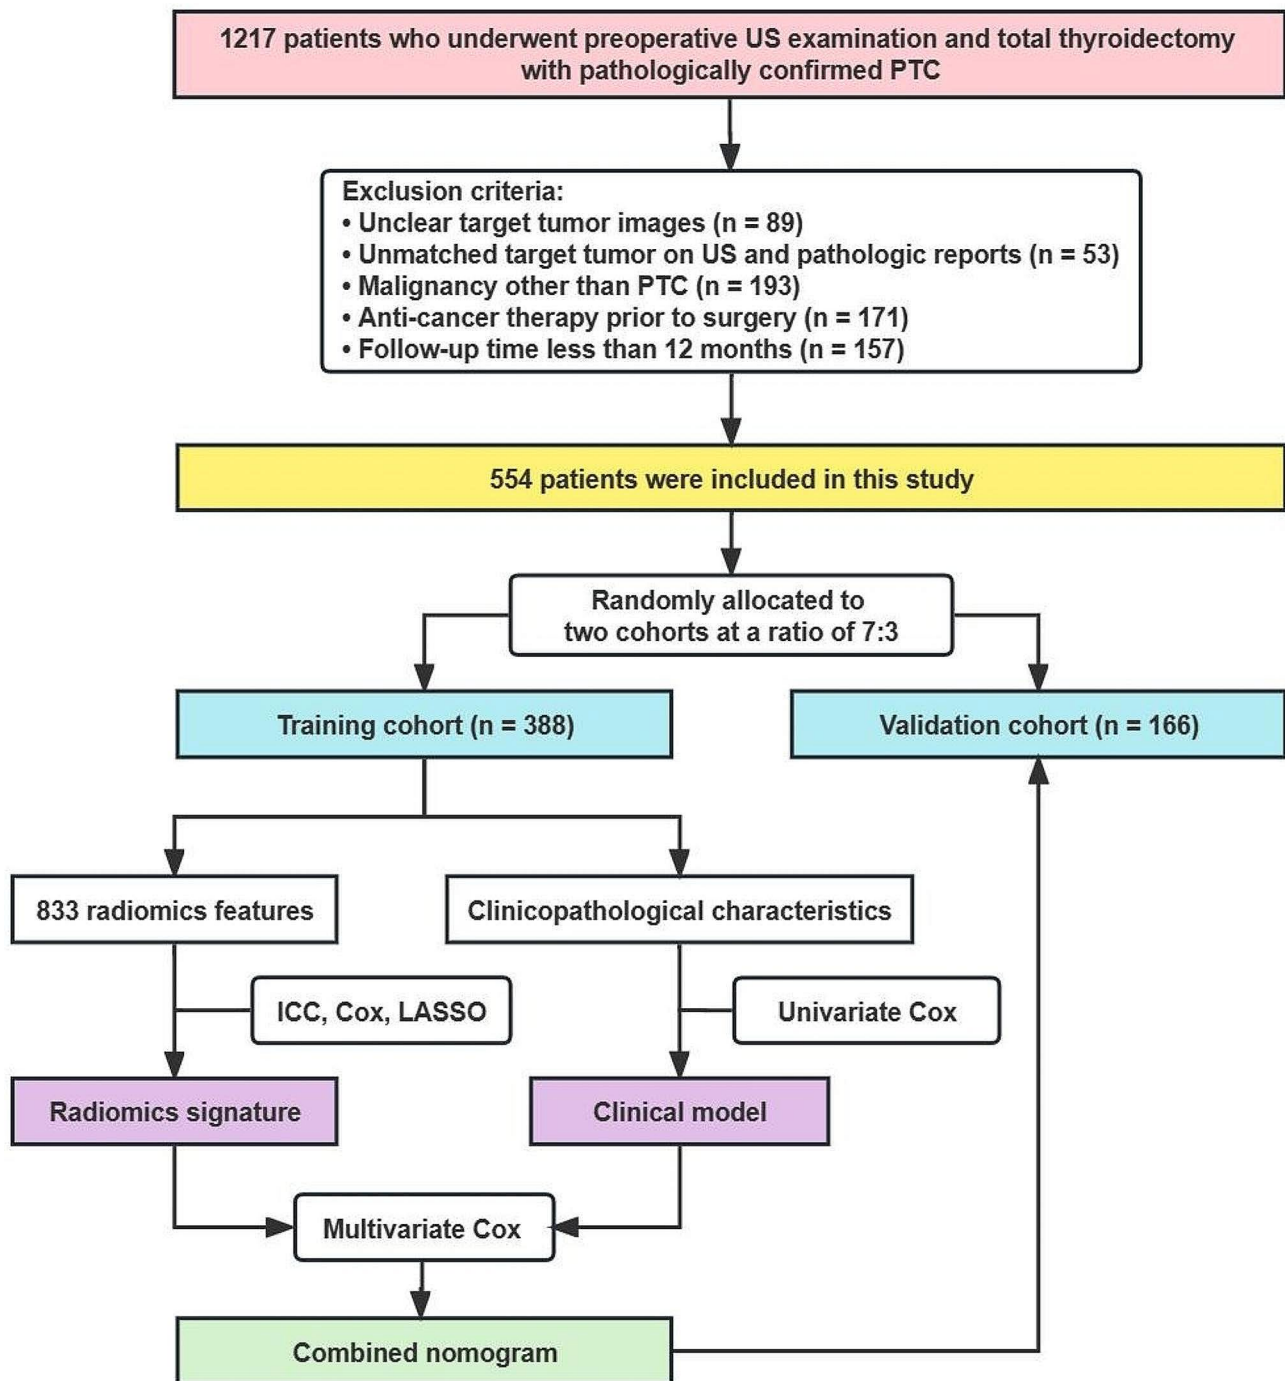 1217 patients who underwent preoperative US examination and total thyroidectomy
with pathologically confirmed PTC
Exclusion criteria:
• Unclear target tumor images (n = 89)
• Unmatched target tumor on US and pathologic reports (n = 53)
• Malignancy other than PTC (n = 193)
• Anti-cancer therapy prior to surgery (n = 171)
• Follow-up time less than 12 months (n = 157)
554 patients were included in this study
Randomly allocated to
two cohorts at a ratio of 7:3
Training cohort (n = 388)
Validation cohort (n = 166)
833 radiomics features
Clinicopathological characteristics
ICC, Cox, LASSO
Univariate Cox
Radiomics signature
Clinical model
Multivariate Cox
Combined nomogram